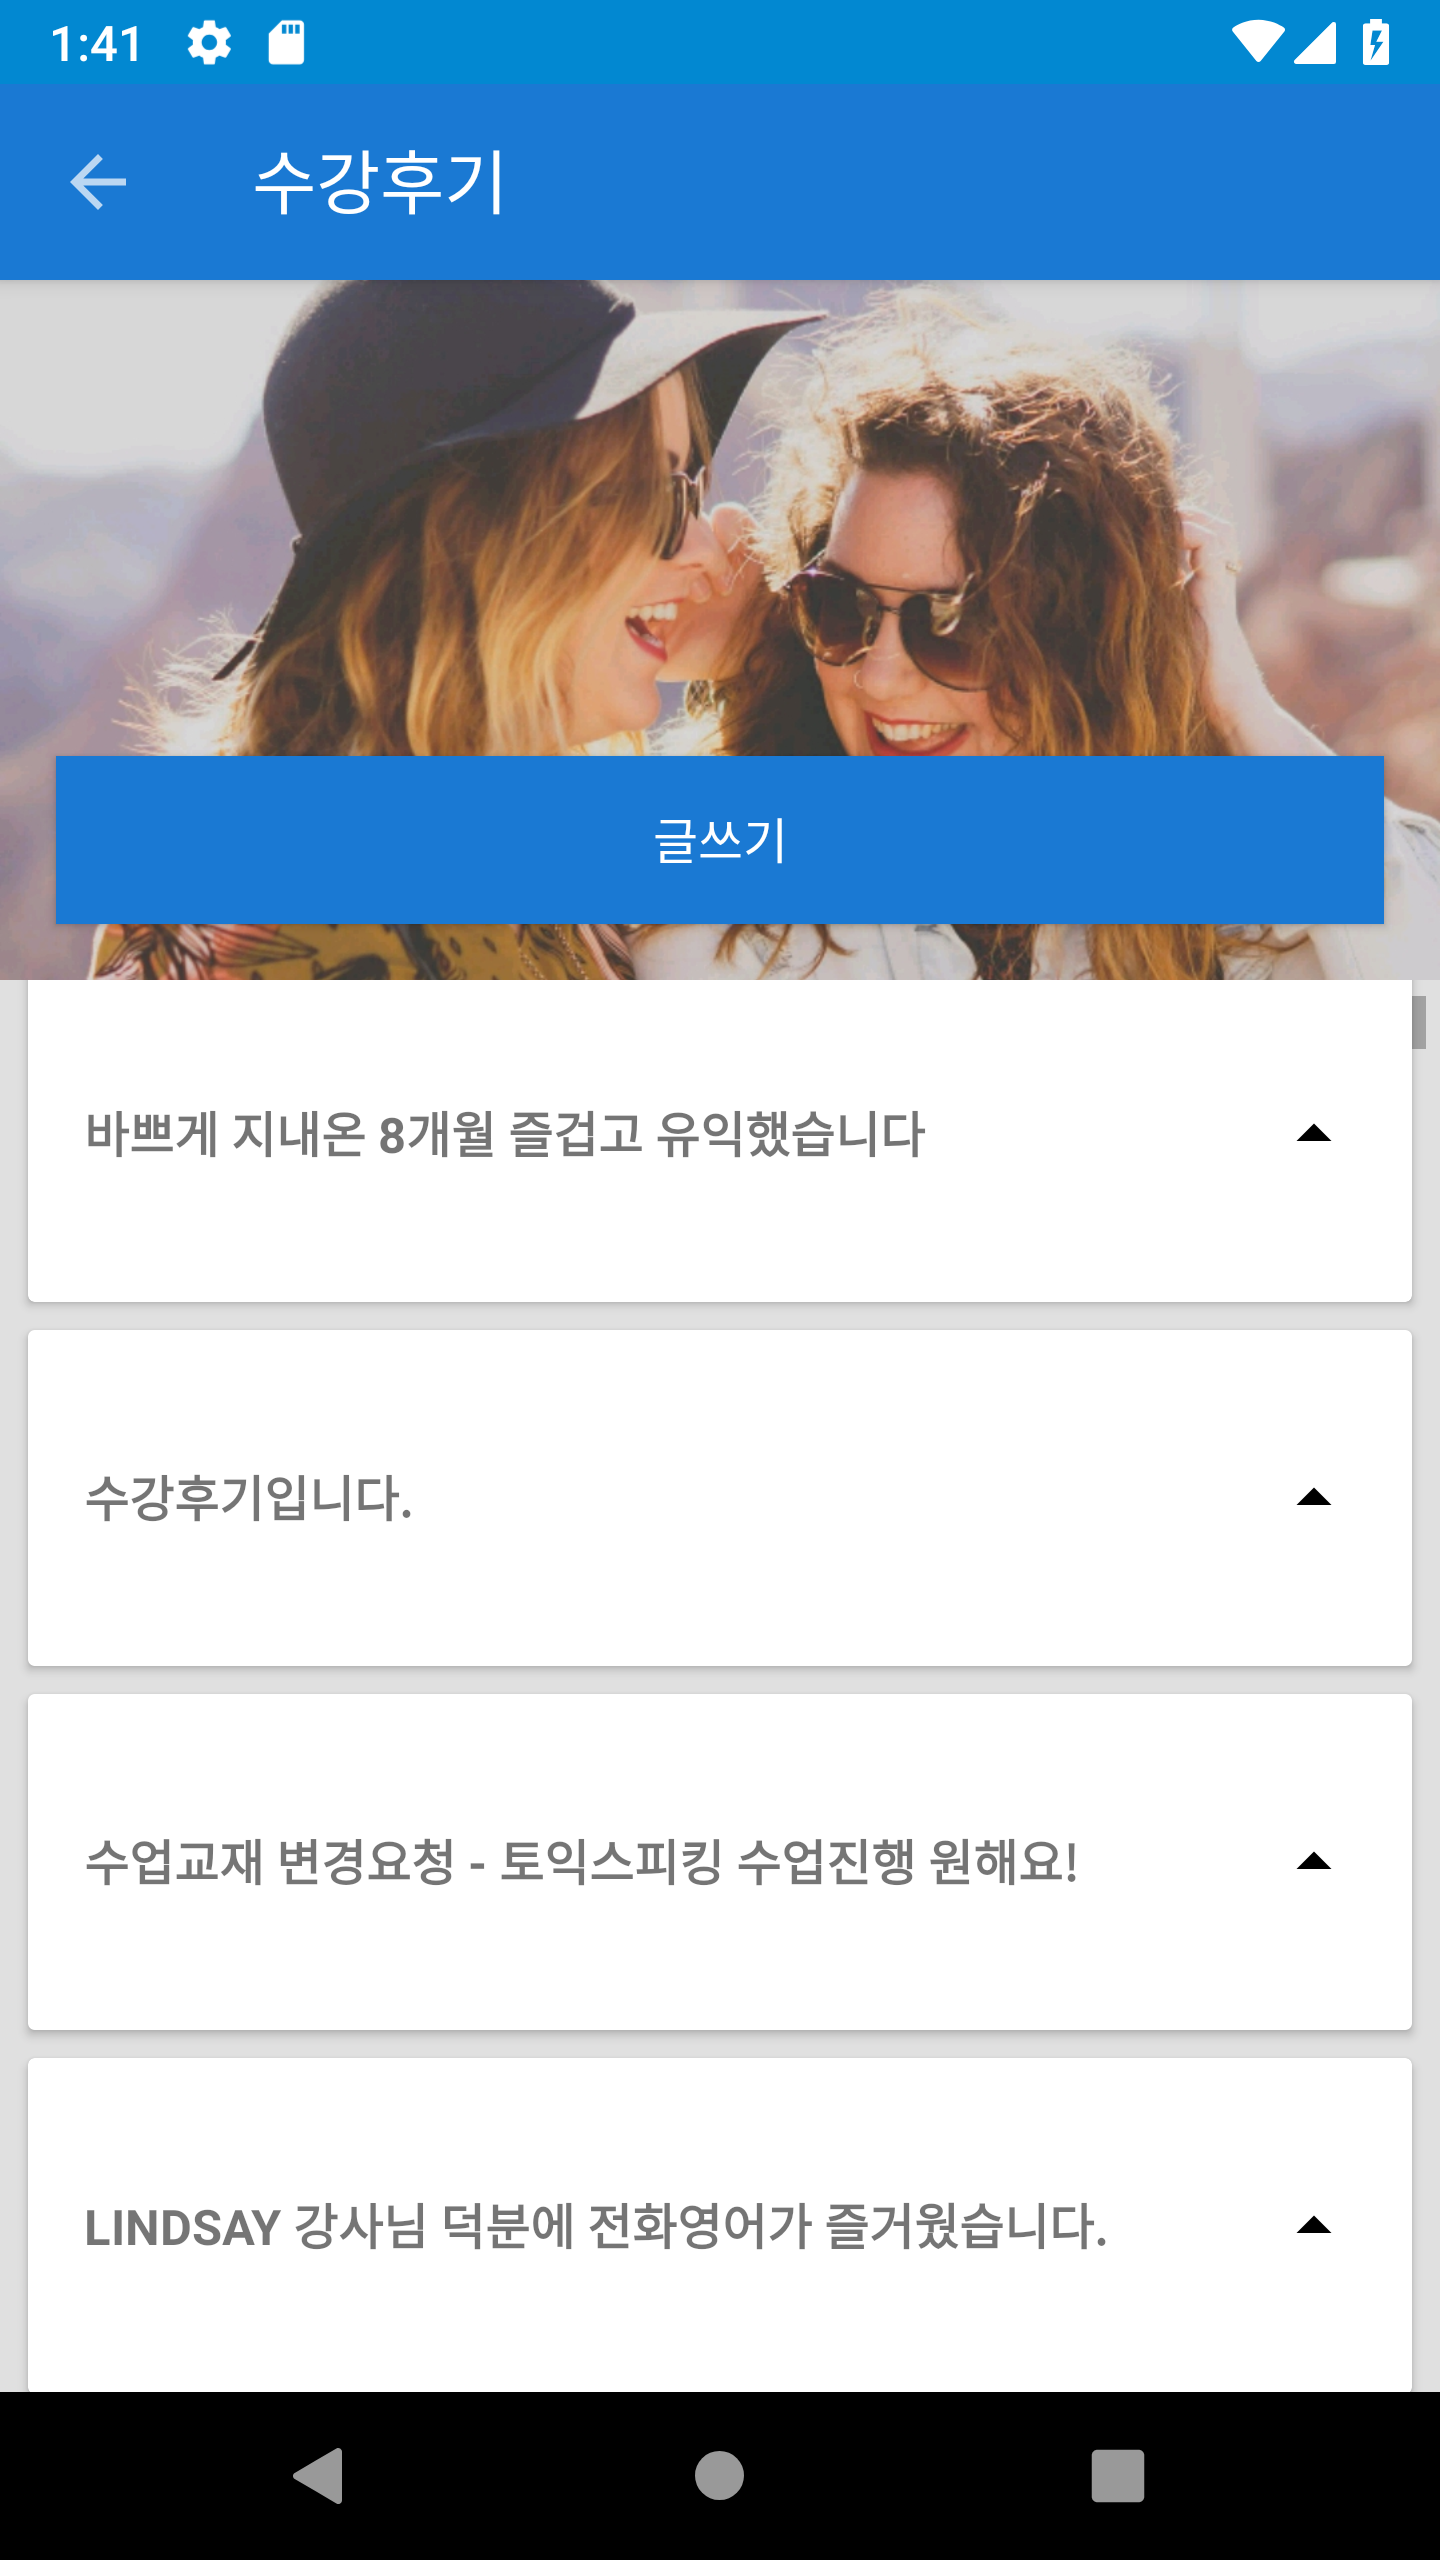 1:41
수강후기
글쓰기
바쁘게 지내온 8개월 즐겁고 유익했습니다
수강후기입니다.
수업교재 변경요청 - 토익스피킹 수업진행 원해요!
LINDSAY 강사님 덕분에 전화영어가 즐거웠습니다.